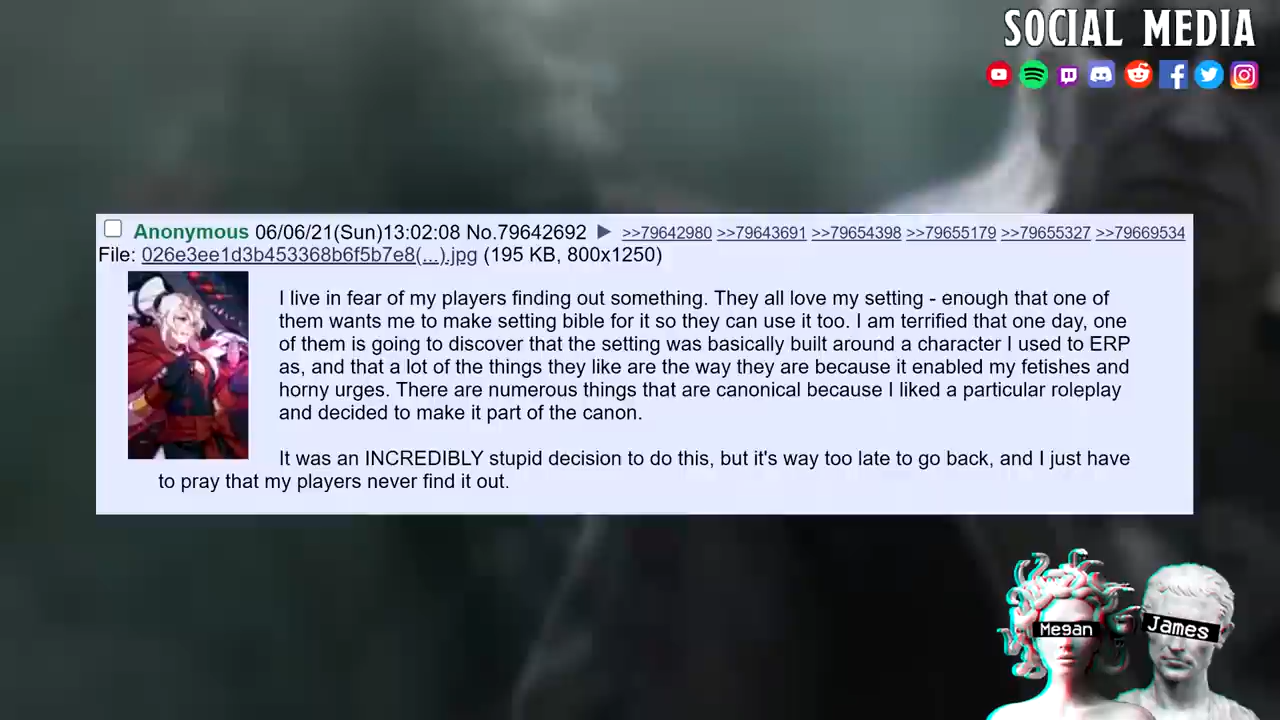 SOCIAL MEDIA
Anonymous 06/06/21(Sun)13:02:08 No.79642692 ▶ >>79642980 >>79643691 >>79654398 >>79655179 >>79655327 >>79669534
File: 026e3ee1d3b453368b6f5b7e8(...).jpg (195 KB, 800x1250)
I live in fear of my players finding out something. They all love my setting - enough that one of
them wants me to make setting bible for it so they can use it too. I am terrified that one day, one
of them is going to discover that the setting was basically built around a character I used to ERP
as, and that a lot of the things they like are the way they are because it enabled my fetishes and
horny urges. There are numerous things that are canonical because I liked a particular roleplay
and decided to make it part of the canon.
It was an INCREDIBLY stupid decision to do this, but it's way too late to go back, and I just have
to pray that my players never find it out.
Megan
James